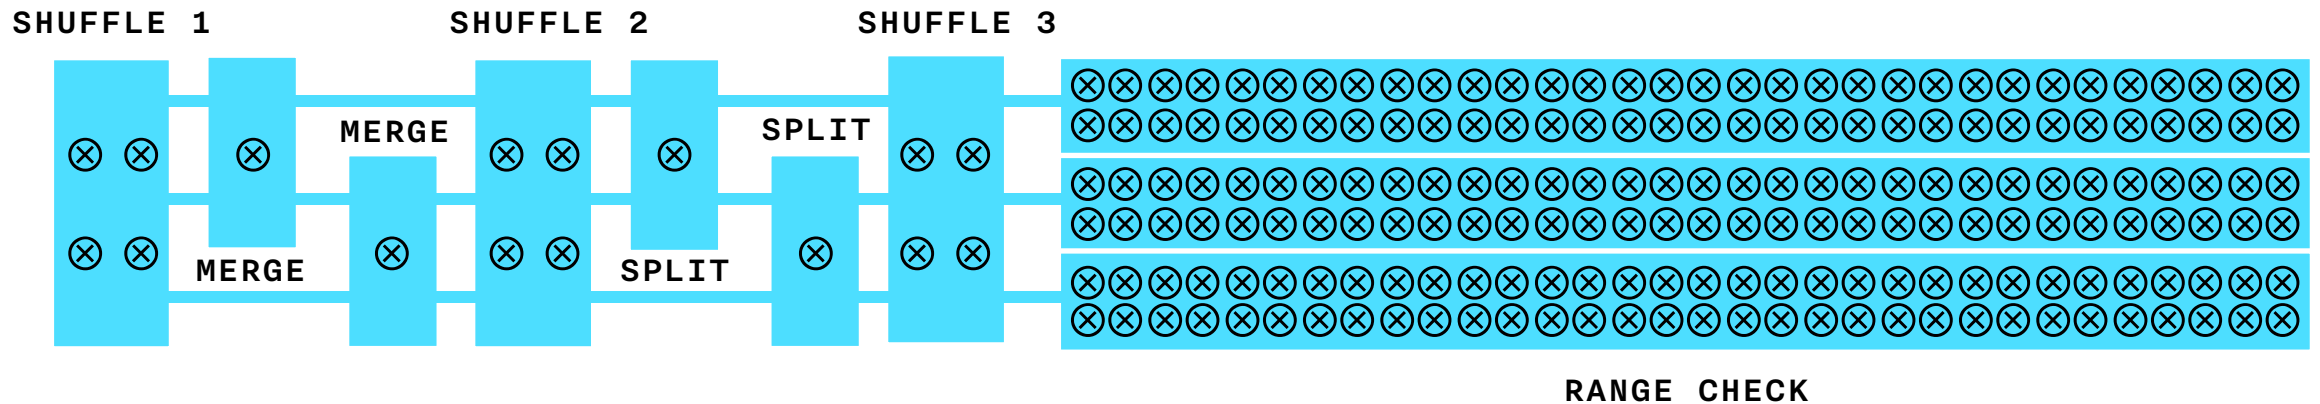 SHUFFLE 1
SHUFFLE 2
SHUFFLE 3
MERGE
SPLIT
MERGE
SPLIT
RANGE CHECK